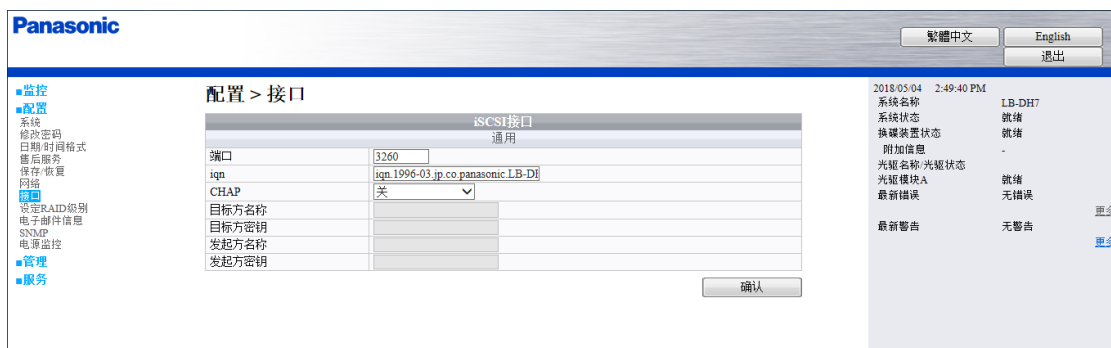 Panasonic
繁體中文 English
退出
■监控
■配置
系统
修改密码
日期/时间格式
售后服务
保存/恢复
网络
接口
设定RAID级别
电子邮件信息
SNMP
电源监控
■管理
■服务
配置 > 接口
iSCSI接口
通用
端口 3260
iqn iqn.1996-03.jp.co.panasonic.LB-DH
CHAP 关
目标方名称
目标方密钥
发起方名称
发起方密钥
确认
2018/05/04 2:49:40 PM
系统名称 LB-DH7
系统状态 就绪
换碟装置状态 就绪
附加信息 -
光驱名称/光驱状态
光驱模块A 就绪
最新错误 无错误
更多
最新警告 无警告
更多